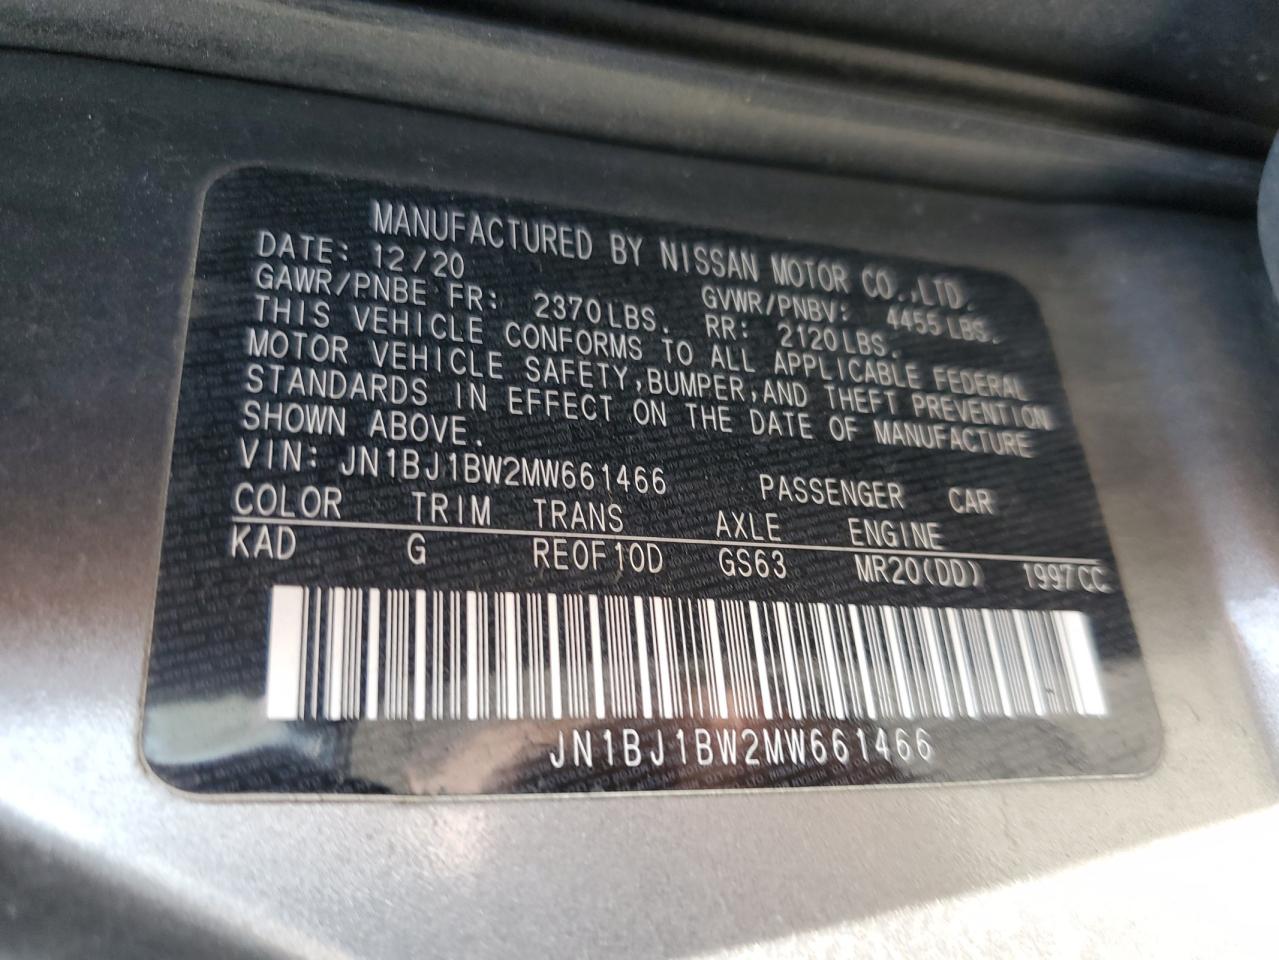 MANUFACTURED BY NISSAN MOTOR CO.,LTD.
DATE: 12/20
GAWR/PNBE FR: 2370LBS. GVWR/PNBV: 4455LBS.
RR: 2120LBS.
THIS VEHICLE CONFORMS TO ALL APPLICABLE FEDERAL
MOTOR VEHICLE SAFETY,BUMPER,AND THEFT PREVENTION
STANDARDS IN EFFECT ON THE DATE OF MANUFACTURE
SHOWN ABOVE.
VIN: JN1BJ1BW2MW661466 PASSENGER CAR
COLOR TRIM TRANS AXLE ENGINE
KAD G RE0F10D GS63 MR20(DD) 1997CC
JN1BJ1BW2MW661466